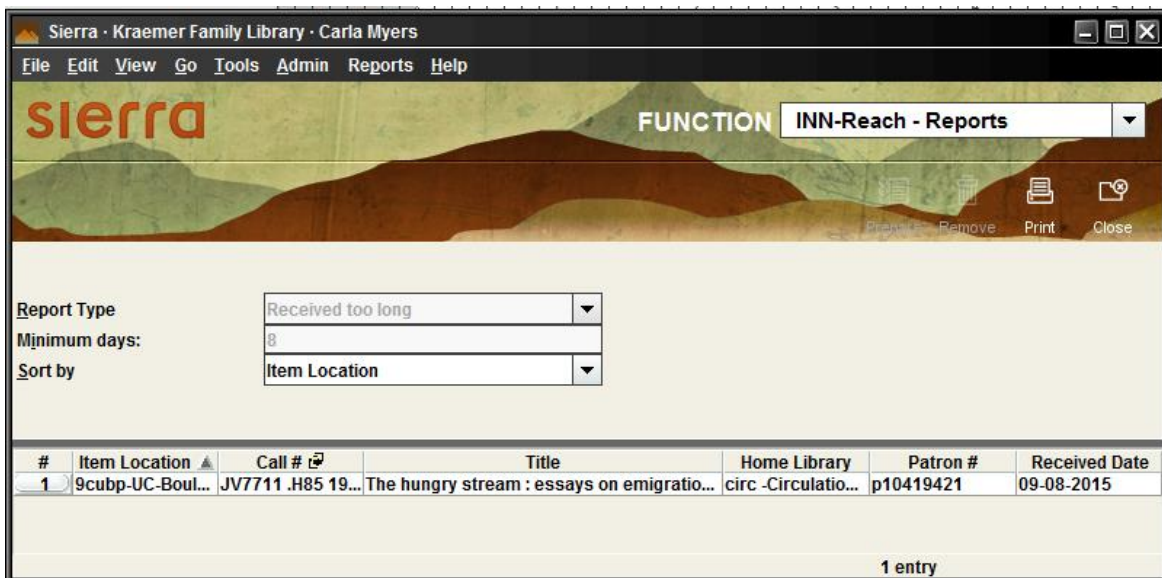 Sierra · Kraemer Family Library · Carla Myers
File Edit View Go Tools Admin Reports Help
sierra
FUNCTION INN-Reach - Reports
Prepare Remove Print Close
Report Type Received too long
Minimum days: 8
Sort by Item Location
# Item Location Call # Title Home Library Patron # Received Date
1 9cubp-UC-Boul... JV7711 .H85 19... The hungry stream : essays on emigratio... circ -Circulatio... p10419421 09-08-2015
1 entry